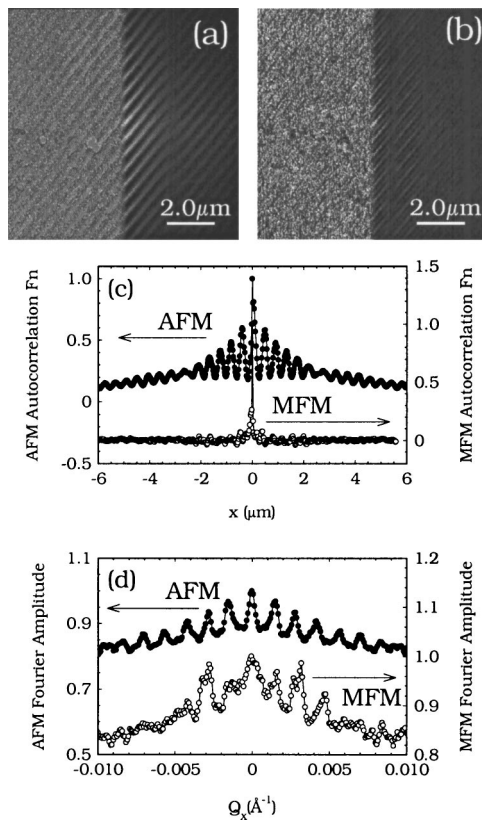 (a)
(b)
2.0μm
2.0μm
(c)
AFM
MFM
1.0
0.5
0
-0.5
AFM Autocorrelation Fn
1.5
1.0
0.5
0
MFM Autocorrelation Fn
-6 -4 -2 0 2 4 6
x (μm)
(d)
AFM
MFM
1.1
0.9
0.7
0.5
AFM Fourier Amplitude
1.2
1.1
1.0
0.9
0.8
MFM Fourier Amplitude
-0.010 -0.005 0 0.005 0.010
Qx(Å-1)